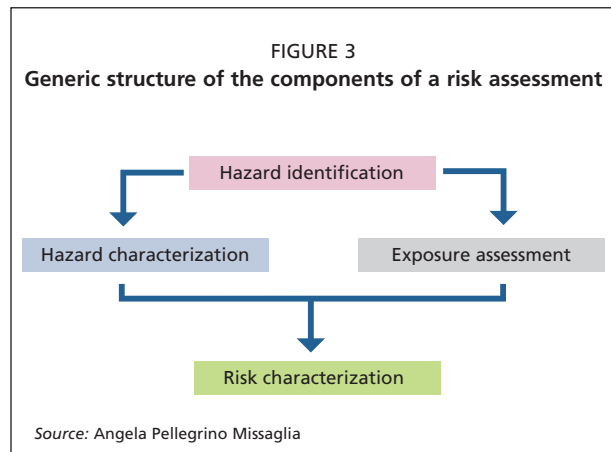 FIGURE 3
Generic structure of the components of a risk assessment
Hazard identification
Hazard characterization
Exposure assessment
Risk characterization
Source: Angela Pellegrino Missaglia